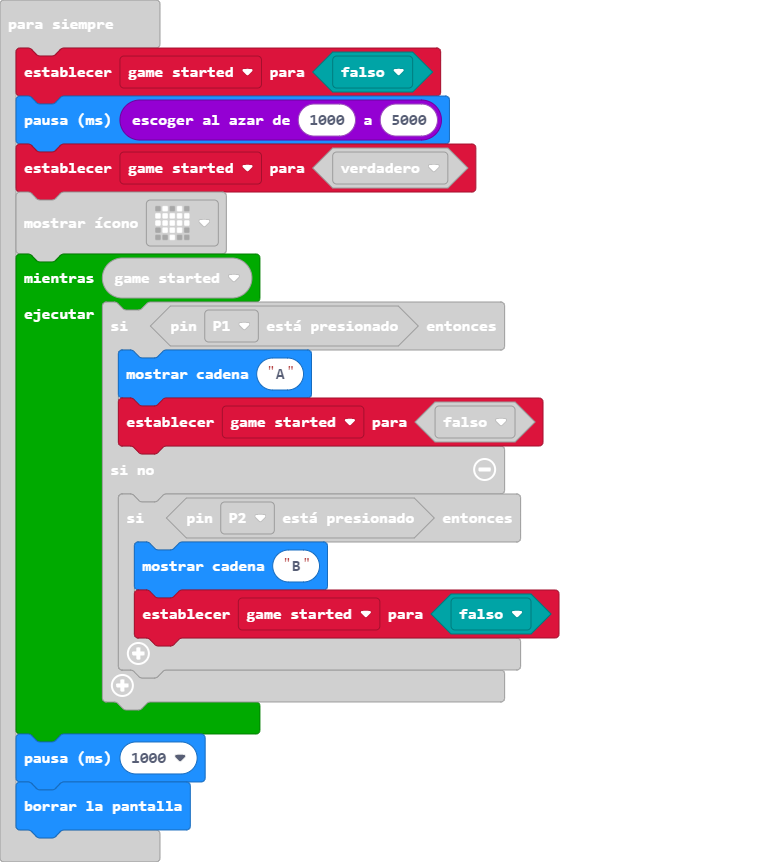 para siempre
establecer game started para falso
pausa (ms) escoger al azar de 1000 a 5000
establecer game started para verdadero
mostrar ícono
mientras game started
ejecutar si pin P1 está presionado entonces
mostrar cadena "A"
establecer game started para falso
si no
si pin P2 está presionado entonces
mostrar cadena "B"
establecer game started para falso
pausa (ms) 1000
borrar la pantalla